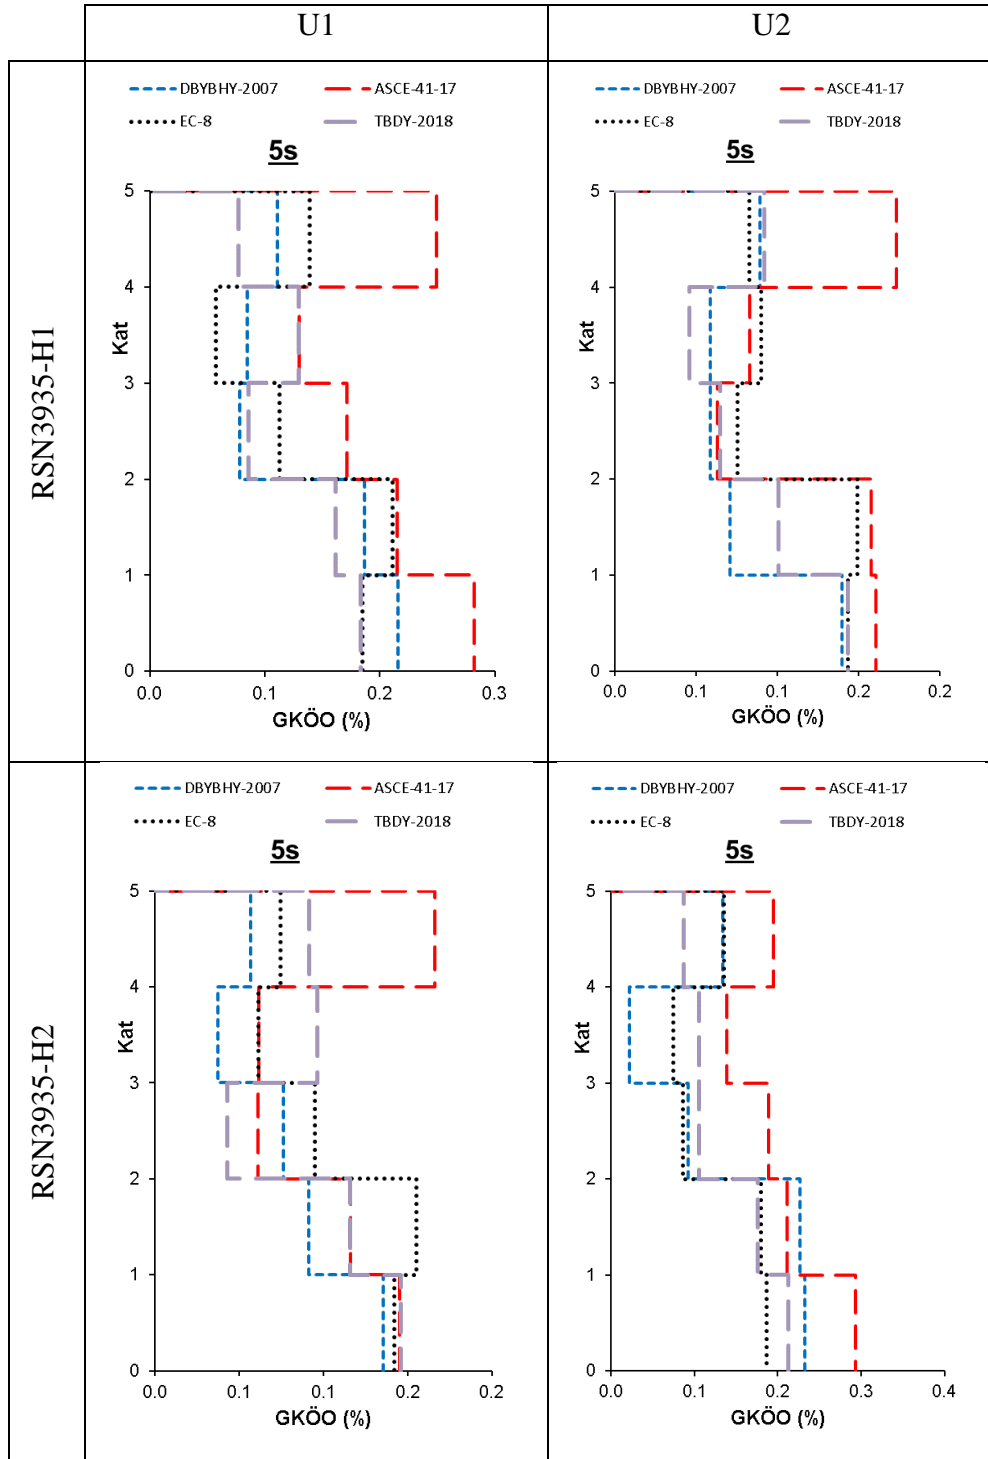 U1 U2
RSN3935-H1
DBYBHY-2007 ASCE-41-17
EC-8 TBDY-2018
5s
5
4
3
2
1
0
Kat
0.0 0.1 0.2 0.3
GKÖO (%)
DBYBHY-2007 ASCE-41-17
EC-8 TBDY-2018
5s
5
4
3
2
1
0
0.0 0.1 0.1 0.2 0.2
GKÖO (%)
RSN3935-H2
DBYBHY-2007 ASCE-41-17
EC-8 TBDY-2018
5s
5
4
3
2
1
0
Kat
0.0 0.1 0.1 0.2 0.2
GKÖO (%)
DBYBHY-2007 ASCE-41-17
EC-8 TBDY-2018
5s
5
4
3
2
1
0
Kat
0.0 0.1 0.2 0.3 0.4
GKÖO (%)